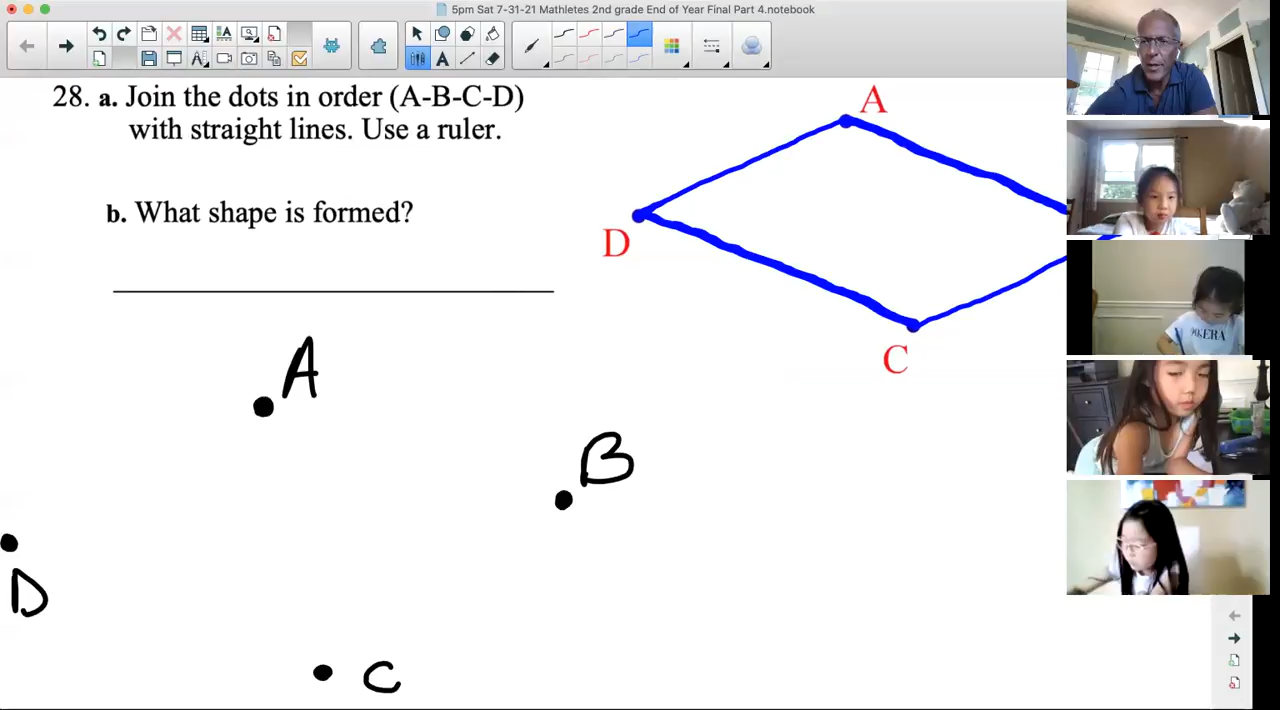 5pm Sat 7-31-21 Mathletes 2nd grade End of Year Final Part 4.notebook
28. a. Join the dots in order (A-B-C-D)
with straight lines. Use a ruler.
b. What shape is formed?
A
D
C
A
B
D
C